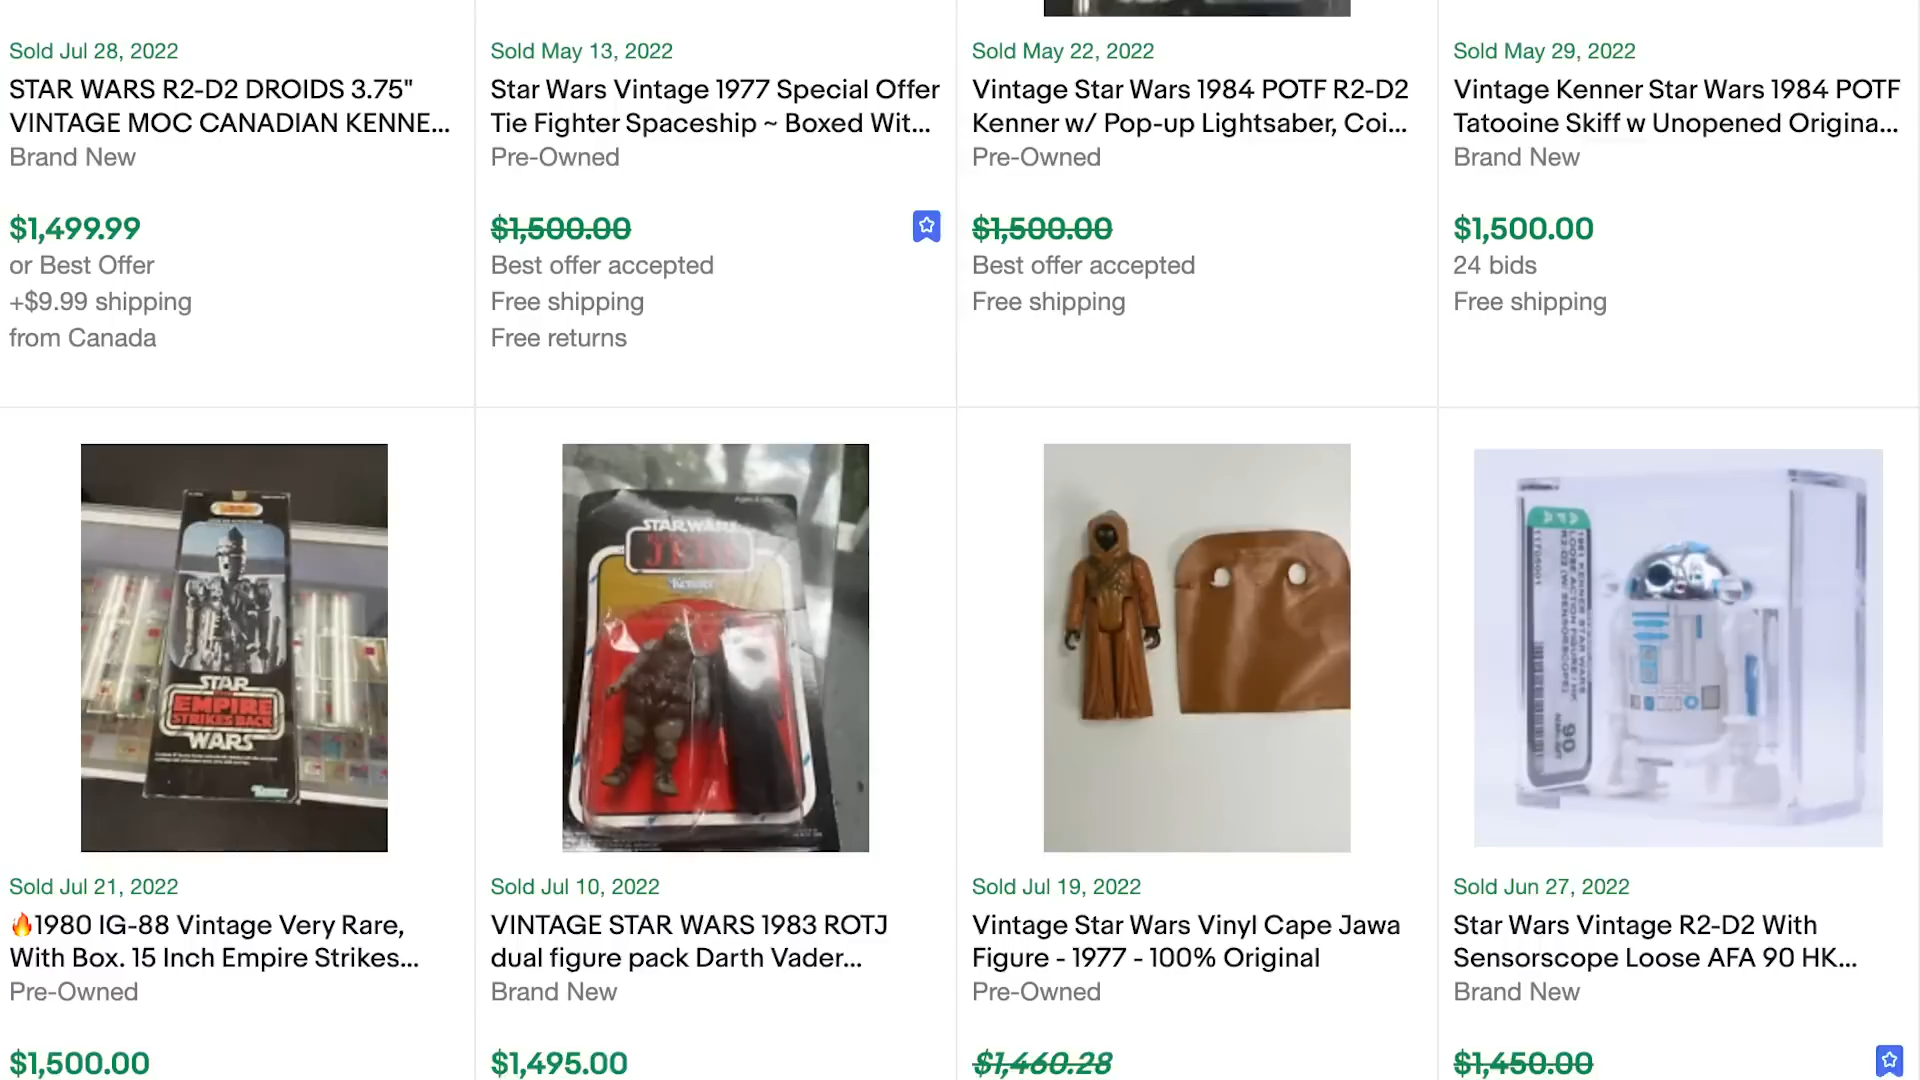 Sold Jul 28, 2022
STAR WARS R2-D2 DROIDS 3.75"
VINTAGE MOC CANADIAN KENNE...
Brand New
$1,499.99
or Best Offer
+$9.99 shipping
from Canada
Sold May 13, 2022
Star Wars Vintage 1977 Special Offer
Tie Fighter Spaceship ~ Boxed Wit...
Pre-Owned
$1,500.00
Best offer accepted
Free shipping
Free returns
Sold May 22, 2022
Vintage Star Wars 1984 POTF R2-D2
Kenner w/ Pop-up Lightsaber, Coi...
Pre-Owned
$1,500.00
Best offer accepted
Free shipping
Sold May 29, 2022
Vintage Kenner Star Wars 1984 POTF
Tatooine Skiff w Unopened Origina...
Brand New
$1,500.00
24 bids
Free shipping
STAR
EMPIRE
STRIKES BACK
WARS
Kenner
Sold Jul 21, 2022
🔥1980 IG-88 Vintage Very Rare,
With Box. 15 Inch Empire Strikes...
Pre-Owned
$1,500.00
STAR WARS
JEDI
Kenner
Sold Jul 10, 2022
VINTAGE STAR WARS 1983 ROTJ
dual figure pack Darth Vader...
Brand New
$1,495.00
Sold Jul 19, 2022
Vintage Star Wars Vinyl Cape Jawa
Figure - 1977 - 100% Original
Pre-Owned
$1,460.28
AFA
90
Sold Jun 27, 2022
Star Wars Vintage R2-D2 With
Sensorscope Loose AFA 90 HK...
Brand New
$1,450.00